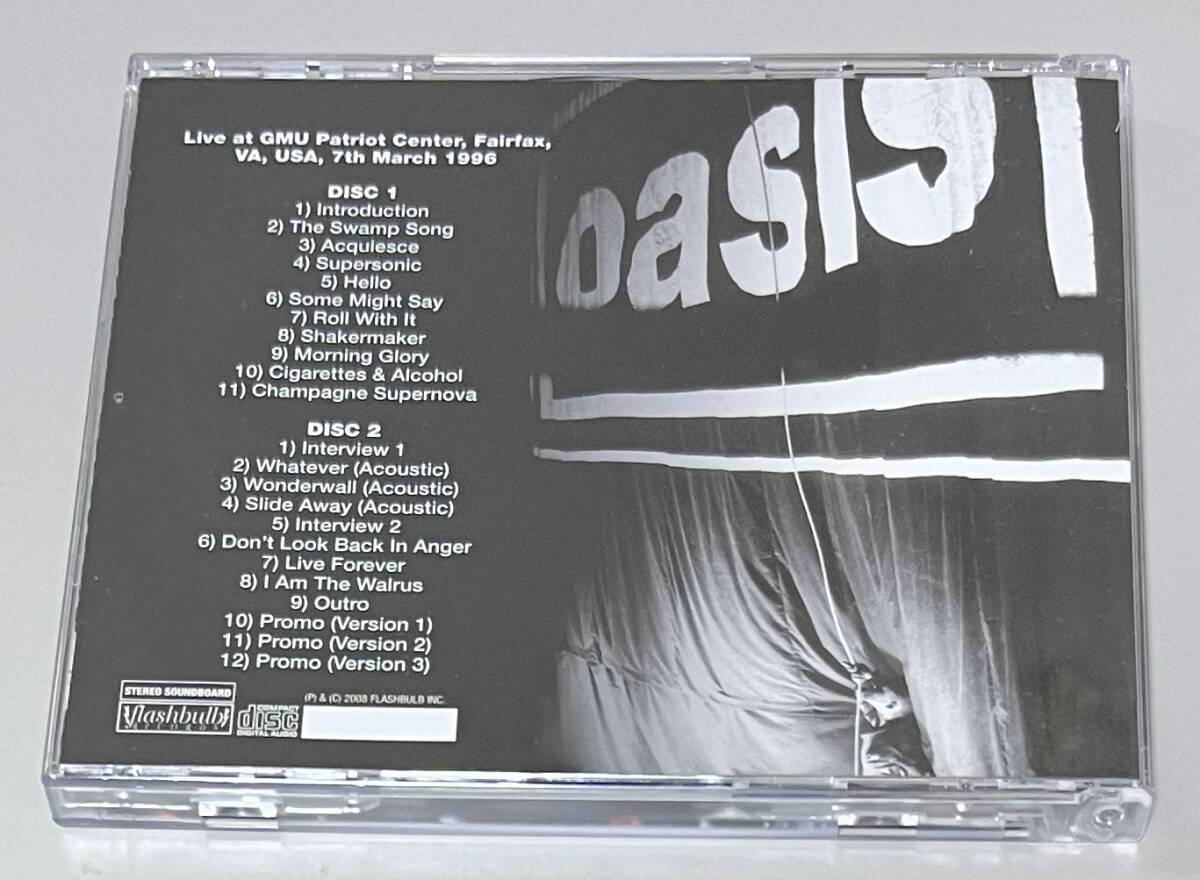 Live at GMU Patriot Center, Fairfax,
VA, USA, 7th March 1996
DISC 1
1) Introduction
2) The Swamp Song
3) Acquiesce
4) Supersonic
5) Hello
6) Some Might Say
7) Roll With It
8) Shakermaker
9) Morning Glory
10) Cigarettes & Alcohol
11) Champagne Supernova
DISC 2
1) Interview 1
2) Whatever (Acoustic)
3) Wonderwall (Acoustic)
4) Slide Away (Acoustic)
5) Interview 2
6) Don't Look Back In Anger
7) Live Forever
8) I Am The Walrus
9) Outro
10) Promo (Version 1)
11) Promo (Version 2)
12) Promo (Version 3)
STEREO SOUNDBOARD
flashbulb
RECORDS
COMPACT
disc
DIGITAL AUDIO
(P) & (C) 2008 FLASHBULB INC.
oasis